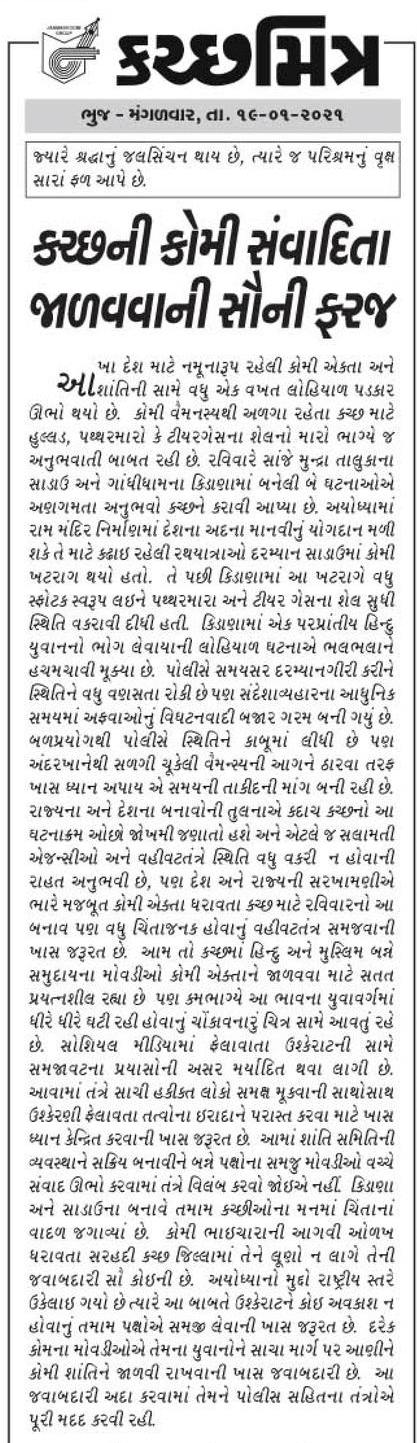 JANMABHOOMI
GROUP
કચ્છમિત્ર
ભુજ - મંગળવાર, તા. ૧૯-૦૧-૨૦૨૧
જ્યારે શ્રદ્ધાનું જલસિંચન થાય છે, ત્યારે જ પરિશ્રમનું વૃક્ષ
સારાં ફળ આપે છે.
કચ્છની કોમી સંવાદિતા
જાળવવાની સૌની ફરજ
આખા દેશ માટે નમૂનારૂપ રહેલી કોમી એકતા અને
શાંતિની સામે વધુ એક વખત લોહિયાળ પડકાર
ઊભો થયો છે. કોમી વૈમનસ્યથી અળગા રહેતા કચ્છ માટે
હુલ્લડ, પથ્થરમારો કે ટીયરગેસના શેલનો મારો ભાગ્યે જ
અનુભવાતી બાબત રહી છે. રવિવારે સાંજે મુન્દ્રા તાલુકાના
સાડાઉ અને ગાંધીધામના કિડાણામાં બનેલી બે ઘટનાઓએ
અણગમતા અનુભવો કચ્છને કરાવી આપ્યા છે. અયોધ્યામાં
રામ મંદિર નિર્માણમાં દેશના અદના માનવીનું યોગદાન મળી
શકે તે માટે કઢાઇ રહેલી રથયાત્રાઓ દરમ્યાન સાડાઉમાં કોમી
ખટરાગ થયો હતો. તે પછી કિડાણામાં આ ખટરાગે વધુ
સ્ફોટક સ્વરૂપ લઇને પથ્થરમારા અને ટીયર ગેસના શેલ સુધી
સ્થિતિ વકરાવી દીધી હતી. કિડાણામાં એક પરપ્રાંતીય હિન્દુ
યુવાનનો ભોગ લેવાયાની લોહિયાળ ઘટનાએ ભલભલાને
હચમચાવી મૂક્યા છે. પોલીસે સમયસર દરમ્યાનગીરી કરીને
સ્થિતિને વધુ વણસતા રોકી છે પણ સંદેશાવ્યહારના આધુનિક
સમયમાં અફવાઓનું વિઘટનવાદી બજાર ગરમ બની ગયું છે.
બળપ્રયોગથી પોલીસે સ્થિતિને કાબૂમાં લીધી છે પણ
અંદરખાનેથી સળગી ચૂકેલી વૈમન્સ્યની આગને ઠારવા તરફ
ખાસ ધ્યાન અપાય એ સમયની તાકીદની માંગ બની રહી છે.
રાજ્યના અને દેશના બનાવોની તુલનાએ કદાચ કચ્છનો આ
ઘટનાક્રમ ઓછો જોખમી જણાતો હશે અને એટલે જ સલામતી
એજન્સીઓ અને વહીવટતંત્રે સ્થિતિ વધુ વકરી ન હોવાની
રાહત અનુભવી છે, પણ દેશ અને રાજ્યની સરખામણીએ
ભારે મજબૂત કોમી એક્તા ધરાવતા કચ્છ માટે રવિવારનો આ
બનાવ પણ વધુ ચિંતાજનક હોવાનું વહીવટતંત્ર સમજવાની
ખાસ જરૂરત છે. આમ તો કચ્છમાં હિન્દુ અને મુસ્લિમ બન્ને
સમુદાયના મોવડીઓ કોમી એક્તાને જાળવવા માટે સતત
પ્રયત્નશીલ રહ્યા છે પણ કમભાગ્યે આ ભાવના યુવાવર્ગમાં
ધીરે ધીરે ઘટી રહી હોવાનું ચોંકાવનારું ચિત્ર સામે આવતું રહે
છે. સોશિયલ મીડિયામાં ફેલાવાતા ઉશ્કેરાટની સામે
સમજાવટના પ્રયાસોની અસર મર્યાદિત થવા લાગી છે.
આવામાં તંત્રે સાચી હકીક્ત લોકો સમક્ષ મૂકવાની સાથોસાથ
ઉશ્કેરણી ફેલાવતા તત્વોના ઇરાદાને પરાસ્ત કરવા માટે ખાસ
ધ્યાન કેન્દ્રિત કરવાની ખાસ જરૂરત છે. આમાં શાંતિ સમિતિની
વ્યવસ્થાને સક્રિય બનાવીને બન્ને પક્ષોના સમજુ મોવડીઓ વચ્ચે
સંવાદ ઊભો કરવામાં તંત્રે વિલંબ કરવો જોઇએ નહીં. કિડાણા
અને સાડાઉના બનાવે તમામ કચ્છીઓના મનમાં ચિંતાનાં
વાદળ જગાવ્યાં છે. કોમી ભાઇચારાની આગવી ઓળખ
ધરાવતા સરહદી કચ્છ જિલ્લામાં તેને લૂણો ન લાગે તેની
જવાબદારી સૌ કોઇની છે. અયોધ્યાનો મુદ્દો રાષ્ટ્રીય સ્તરે
ઉકેલાઇ ગયો છે ત્યારે આ બાબતે ઉશ્કેરાટને કોઇ અવકાશ ન
હોવાનું તમામ પક્ષોએ સમજી લેવાની ખાસ જરૂરત છે. દરેક
કોમના મોવડીઓએ તેમના યુવાનોને સાચા માર્ગ પર આણીને
કોમી શાંતિને જાળવી રાખવાની ખાસ જવાબદારી છે. આ
જવાબદારી અદા કરવામાં તેમને પોલીસ સહિતના તંત્રોએ
પૂરી મદદ કરવી રહી.